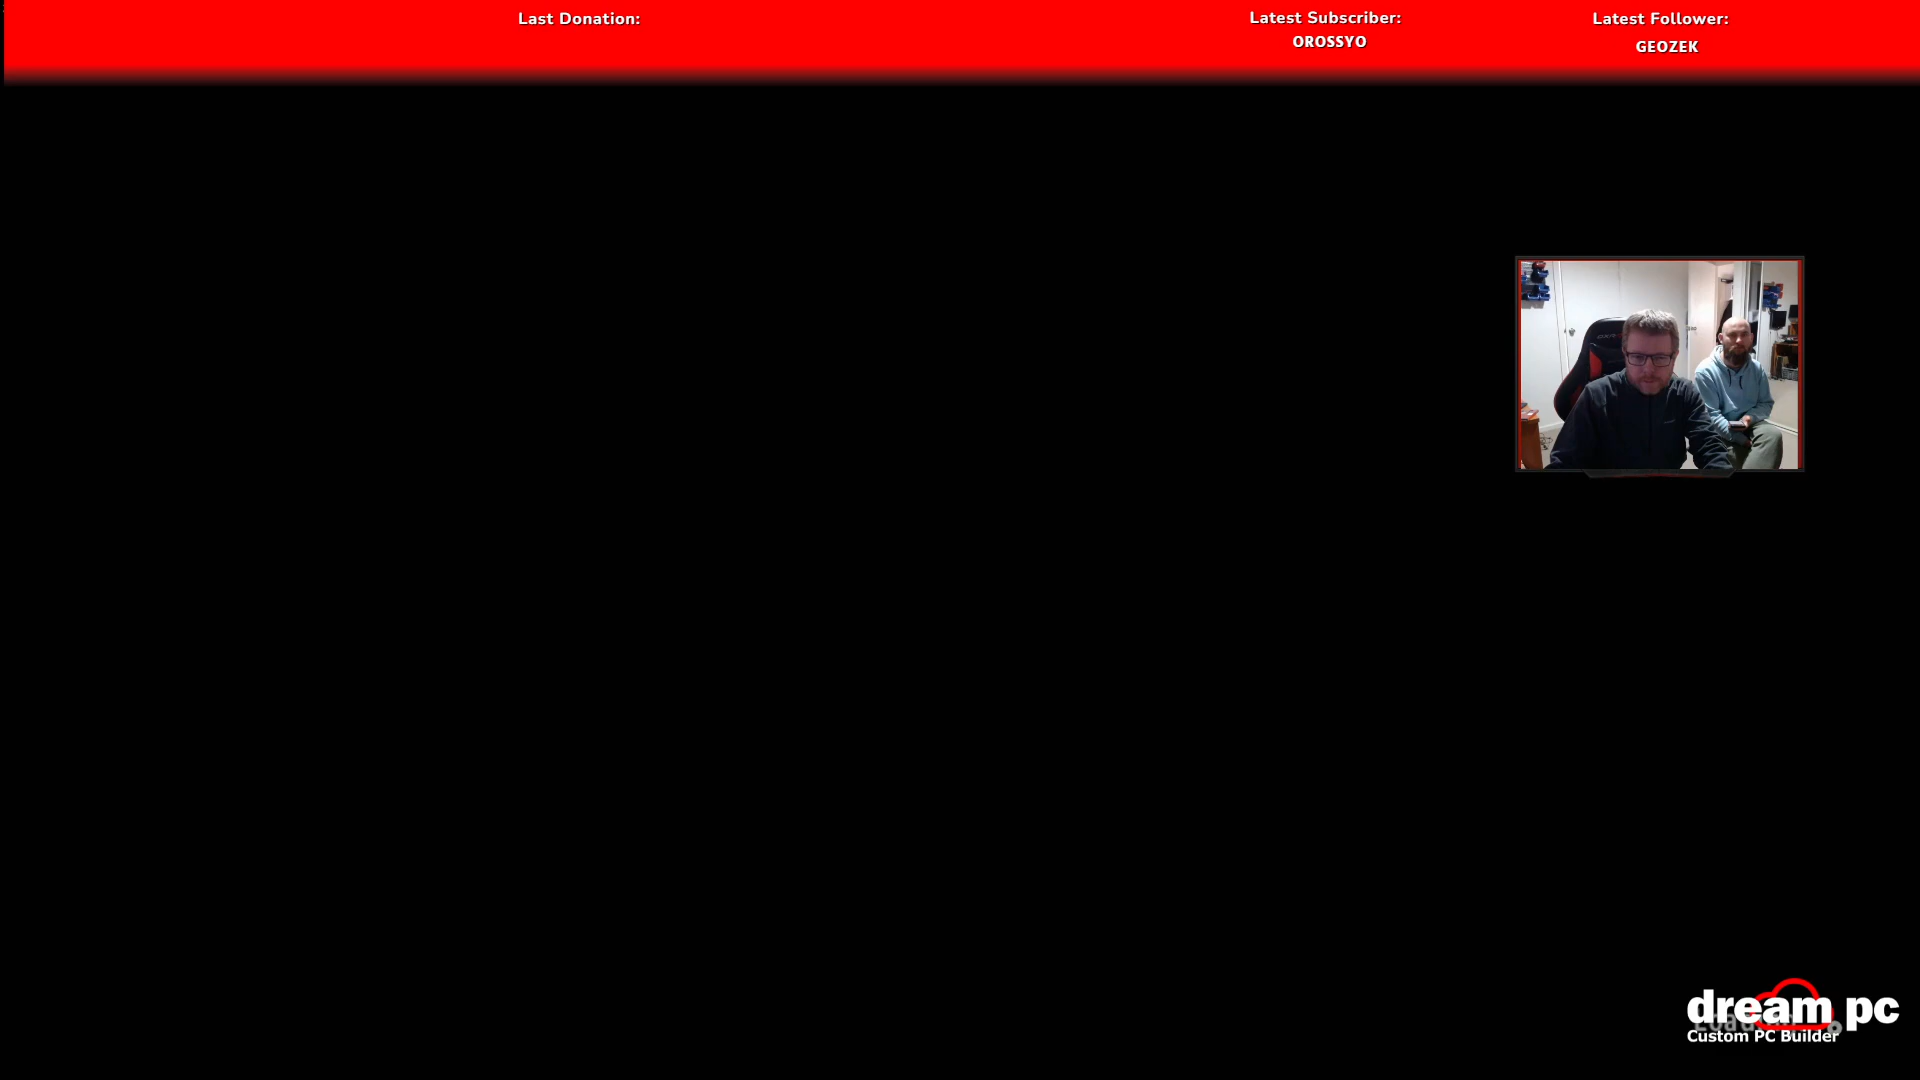 Last Donation:
Latest Subscriber:
OROSSYO
Latest Follower:
GEOZEK
dream pc
Custom PC Builder